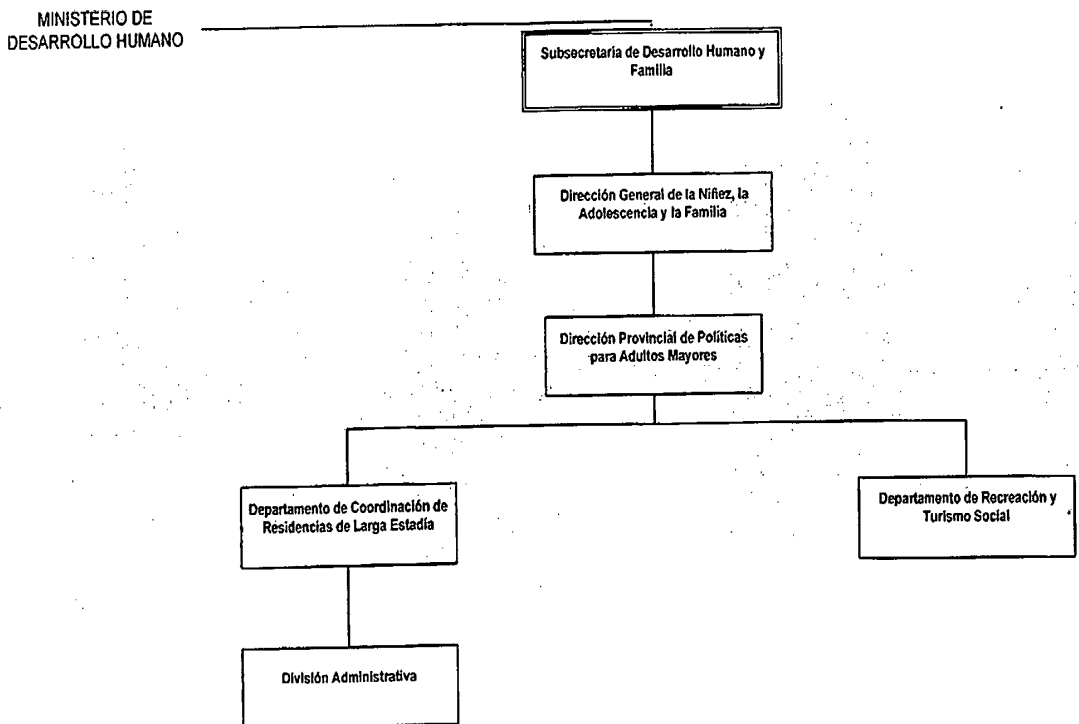 MINISTERIO DE
DESARROLLO HUMANO
Subsecretaría de Desarrollo Humano y
Familia
Dirección General de la Niñez, la
Adolescencia y la Familia
Dirección Provincial de Políticas
para Adultos Mayores
Departamento de Coordinación de
Residencias de Larga Estadía
Departamento de Recreación y
Turismo Social
División Administrativa